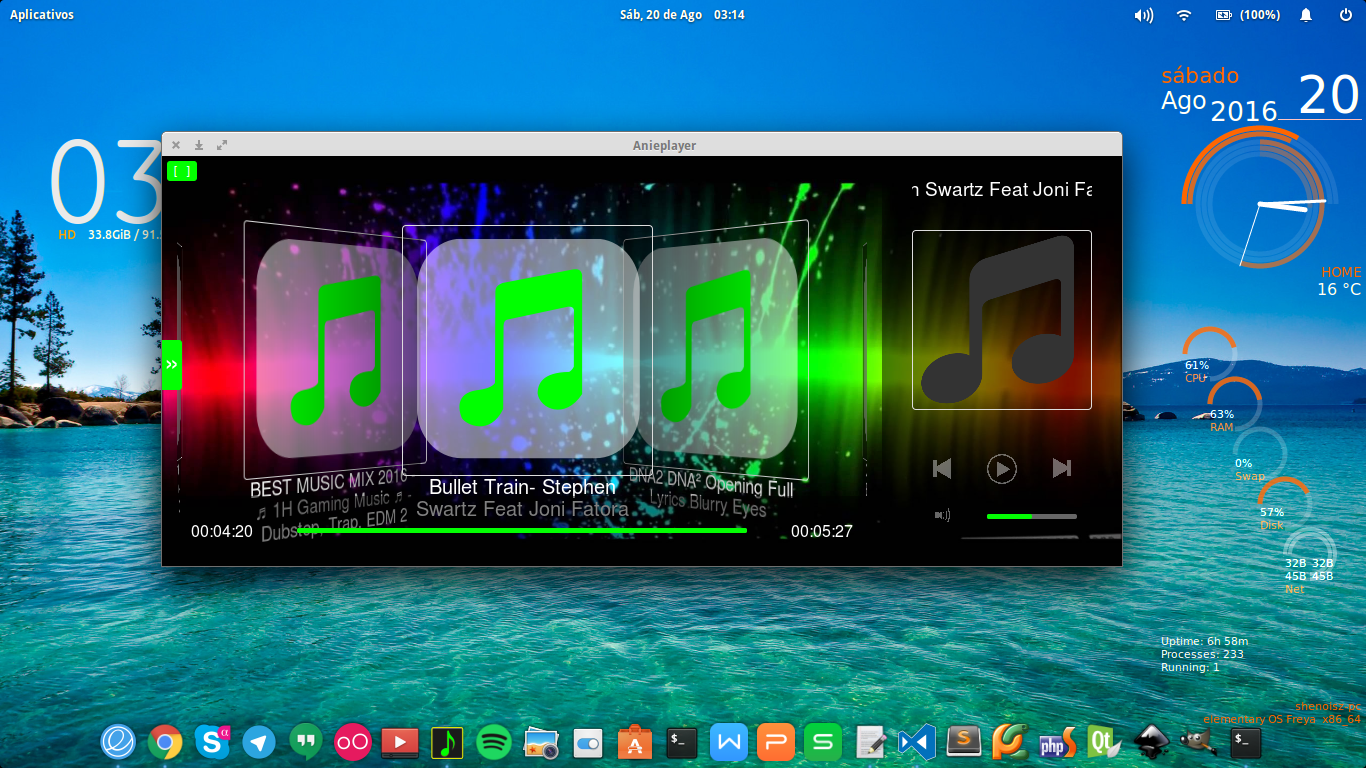 Aplicativos
Sáb, 20 de Ago 03:14
(100%)
sábado
Ago 2016 20
03
HD 33.8GiB / 91.
HOME
16 °C
61%
CPU
63%
RAM
0%
Swap
57%
Disk
32B 32B
45B 45B
Net
Uptime: 6h 58m
Processes: 233
Running: 1
shenoisz-pc
elementary OS Freya x86-64
Anieplayer
[ ]
n Swartz Feat Joni Fa
»
BEST MUSIC MIX 2016
♫ 1H Gaming Music ♫ -
Dubstep, Trap, EDM 2
Bullet Train- Stephen
Swartz Feat Joni Fatora
DNA2 DNA² Opening Full
Lyrics Blurry, Eyes
00:04:20
00:05:27
S α
$_
W
P
S
S
php
Qt
$_